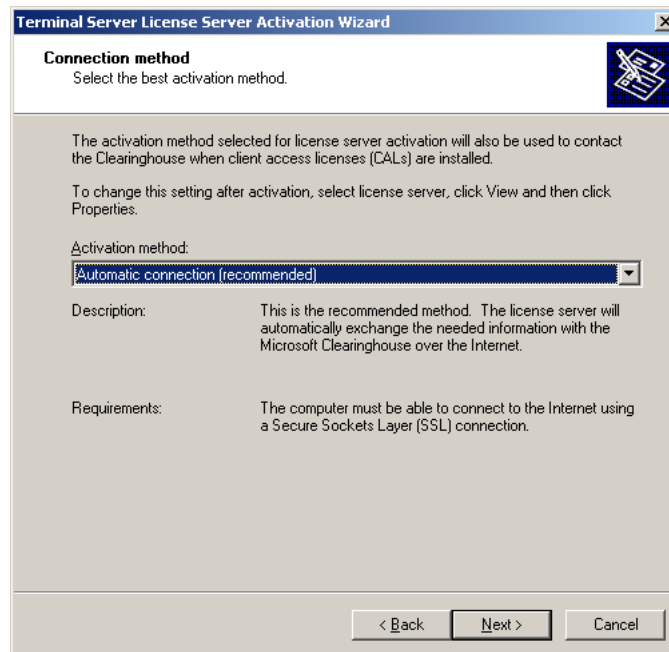 Terminal Server License Server Activation Wizard
Connection method
Select the best activation method.
The activation method selected for license server activation will also be used to contact
the Clearinghouse when client access licenses (CALs) are installed.
To change this setting after activation, select license server, click View and then click
Properties.
Activation method:
Automatic connection (recommended)
Description: This is the recommended method. The license server will
automatically exchange the needed information with the
Microsoft Clearinghouse over the Internet.
Requirements: The computer must be able to connect to the Internet using
a Secure Sockets Layer (SSL) connection.
< Back Next > Cancel